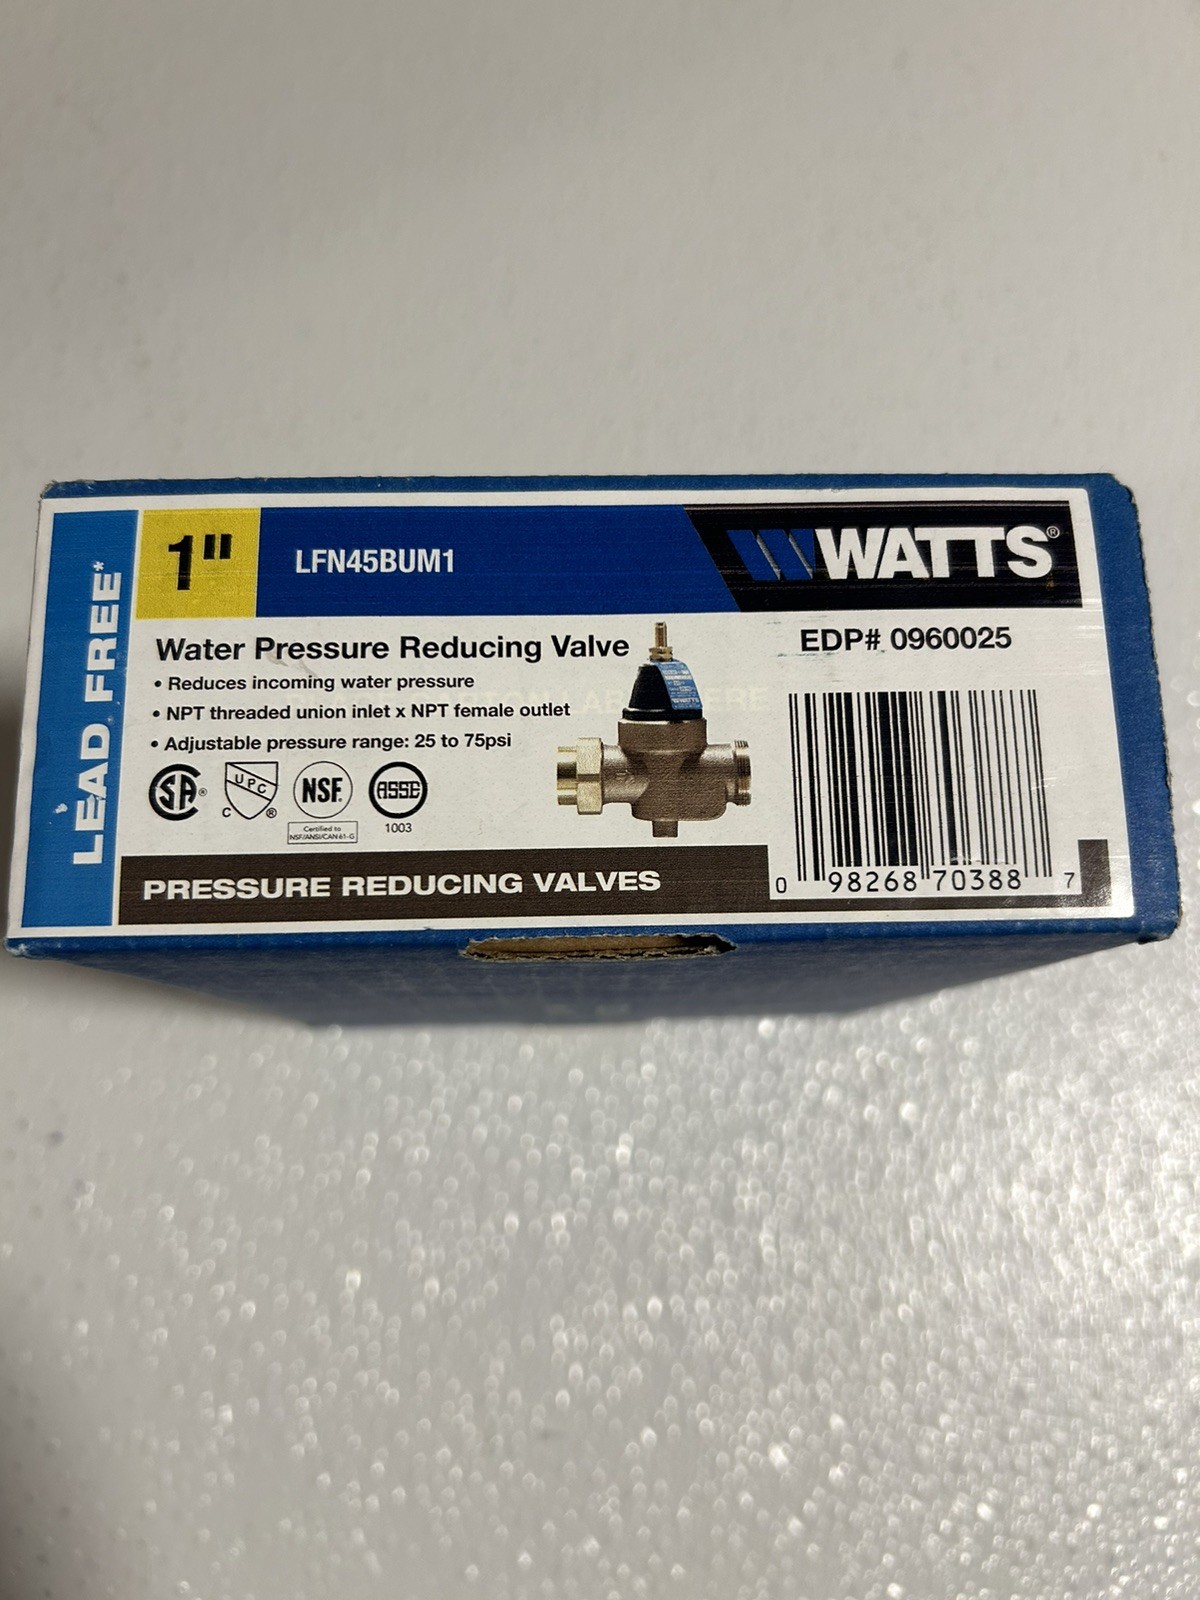 LEAD FREE*
1"
LFN45BUM1
WATTS®
Water Pressure Reducing Valve
• Reduces incoming water pressure
• NPT threaded union inlet x NPT female outlet
• Adjustable pressure range: 25 to 75psi
EDP# 0960025
SA®
UPC
C ®
NSF.
Certified to
NSF/ANSI/CAN 61-G
ASSE
1003
WATTS
PRESSURE REDUCING VALVES
0 98268 70388 7